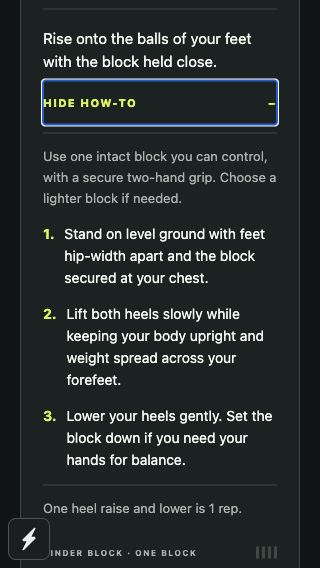 Rise onto the balls of your feet
with the block held close.
HIDE HOW-TO −
Use one intact block you can control,
with a secure two-hand grip. Choose a
lighter block if needed.
1. Stand on level ground with feet
hip-width apart and the block
secured at your chest.
2. Lift both heels slowly while
keeping your body upright and
weight spread across your
forefeet.
3. Lower your heels gently. Set the
block down if you need your
hands for balance.
One heel raise and lower is 1 rep.
INDER BLOCK · ONE BLOCK